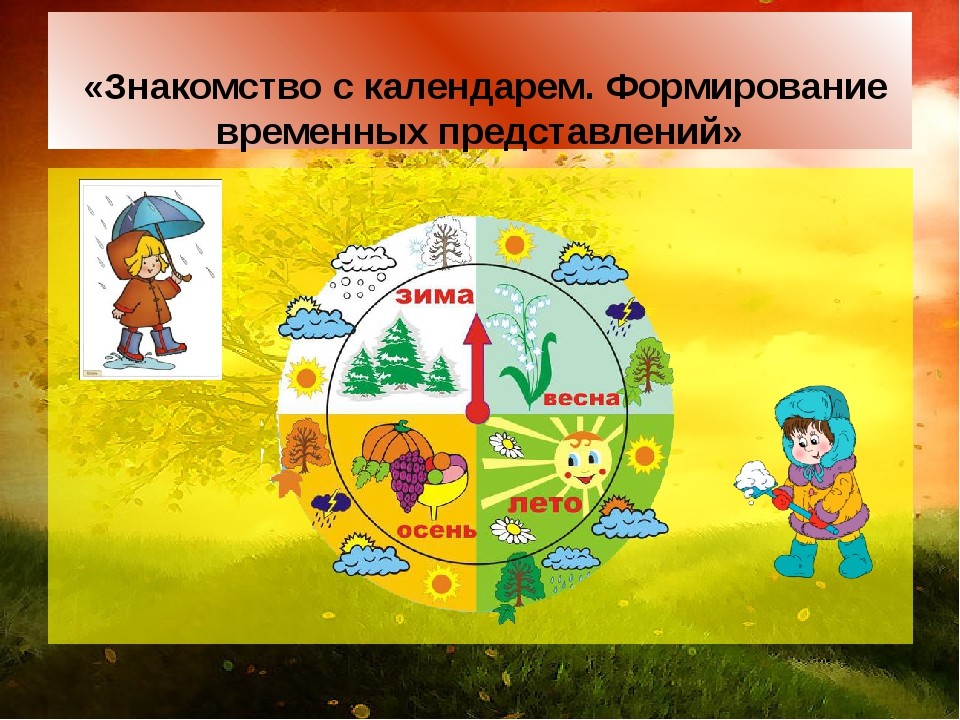 «Знакомство с календарем. Формирование
временных представлений»
зима
весна
осень
лето